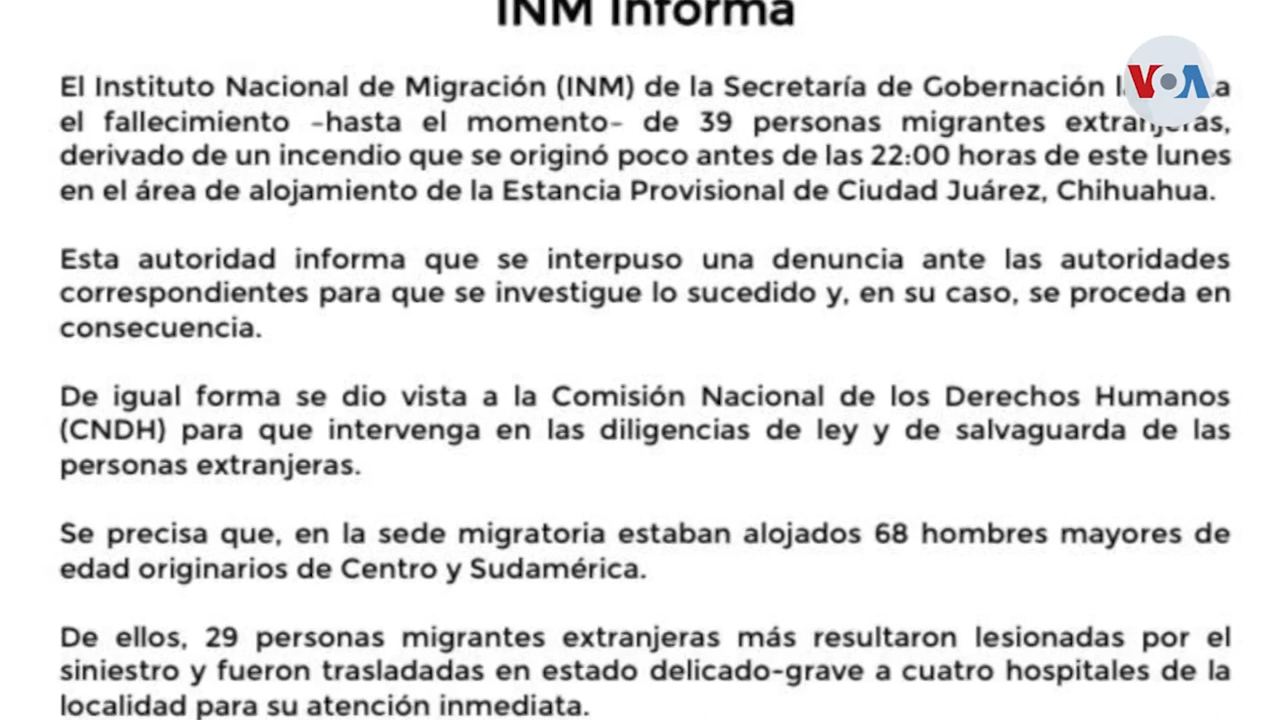 INM Informa
VOA
El Instituto Nacional de Migración (INM) de la Secretaría de Gobernación
el fallecimiento –hasta el momento– de 39 personas migrantes extranjeras,
derivado de un incendio que se originó poco antes de las 22:00 horas de este lunes
en el área de alojamiento de la Estancia Provisional de Ciudad Juárez, Chihuahua.
Esta autoridad informa que se interpuso una denuncia ante las autoridades
correspondientes para que se investigue lo sucedido y, en su caso, se proceda en
consecuencia.
De igual forma se dio vista a la Comisión Nacional de los Derechos Humanos
(CNDH) para que intervenga en las diligencias de ley y de salvaguarda de las
personas extranjeras.
Se precisa que, en la sede migratoria estaban alojados 68 hombres mayores de
edad originarios de Centro y Sudamérica.
De ellos, 29 personas migrantes extranjeras más resultaron lesionadas por el
siniestro y fueron trasladadas en estado delicado-grave a cuatro hospitales de la
localidad para su atención inmediata.